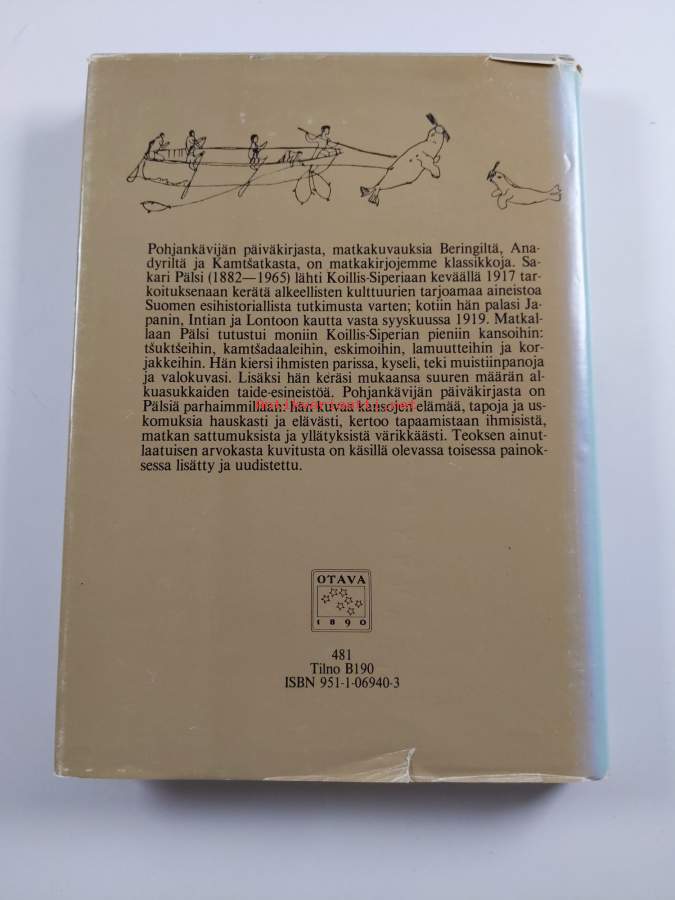 Pohjankävijän päiväkirjasta, matkakuvauksia Beringiltä, Ana-
dyriltä ja Kamtšatkasta, on matkakirjojemme klassikkoja. Sa-
kari Pälsi (1882—1965) lähti Koillis-Siperiaan keväällä 1917 tar-
koituksenaan kerätä alkeellisten kulttuurien tarjoamaa aineistoa
Suomen esihistoriallista tutkimusta varten; kotiin hän palasi Ja-
panin, Intian ja Lontoon kautta vasta syyskuussa 1919. Matkal-
laan Pälsi tutustui moniin Koillis-Siperian pieniin kansoihin:
tšuktšeihin, kamtšadaaleihin, eskimoihin, lamuutteihin ja kor-
jakkeihin. Hän kiersi ihmisten parissa, kyseli, teki muistiinpanoja
ja valokuvasi. Lisäksi hän keräsi mukaansa suuren määrän al-
kuasukkaiden taide-esineistöä. Pohjankävijän päiväkirjasta on
Pälsiä parhaimmillaan: hän kuvaa kansojen elämää, tapoja ja us-
komuksia hauskasti ja elävästi, kertoo tapaamistaan ihmisistä,
matkan sattumuksista ja yllätyksistä värikkäästi. Teoksen ainut-
laatuisen arvokasta kuvitusta on käsillä olevassa toisessa painok-
sessa lisätty ja uudistettu.
OTAVA
1890
481
Tilno B190
ISBN 951-1-06940-3